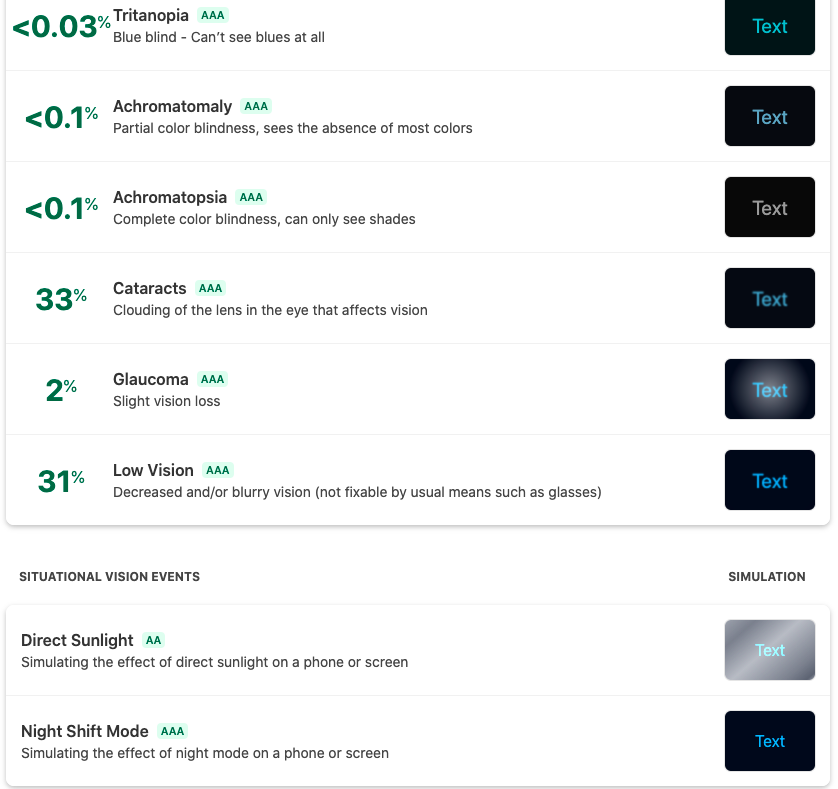 <0.03% Tritanopia AAA Text
Blue blind - Can’t see blues at all
<0.1% Achromatomaly AAA Text
Partial color blindness, sees the absence of most colors
<0.1% Achromatopsia AAA Text
Complete color blindness, can only see shades
33% Cataracts AAA Text
Clouding of the lens in the eye that affects vision
2% Glaucoma AAA Text
Slight vision loss
31% Low Vision AAA Text
Decreased and/or blurry vision (not fixable by usual means such as glasses)
SITUATIONAL VISION EVENTS SIMULATION
Direct Sunlight AA Text
Simulating the effect of direct sunlight on a phone or screen
Night Shift Mode AAA Text
Simulating the effect of night mode on a phone or screen